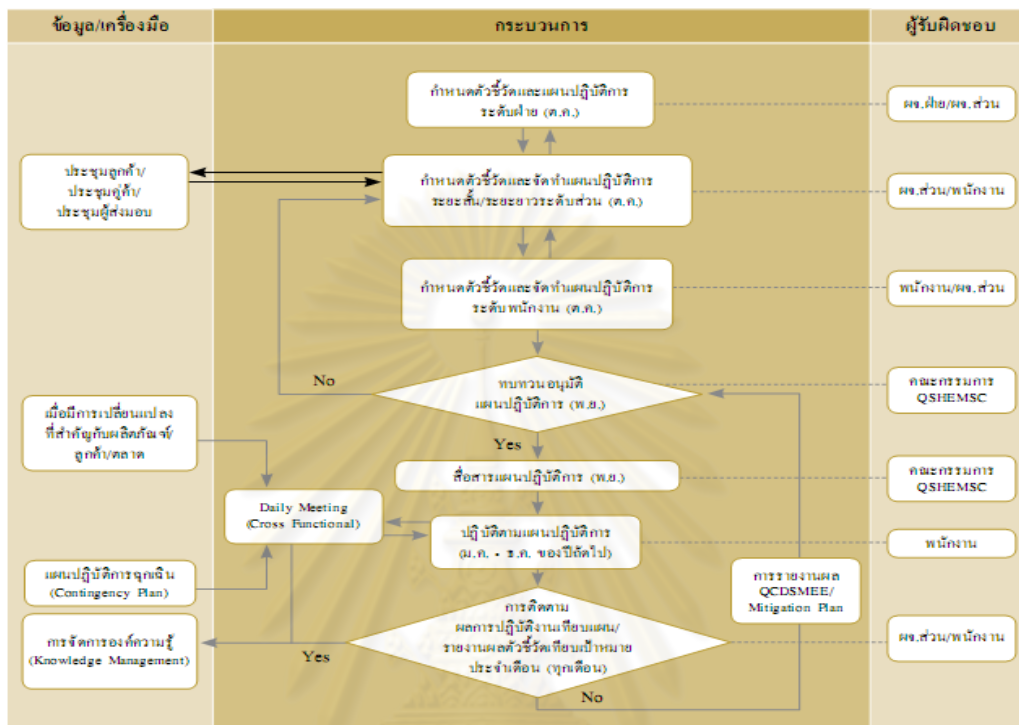 ข้อมูล/เครื่องมือ
กระบวนการ
ผู้รับผิดชอบ
กำหนดตัวชี้วัดและแผนปฏิบัติการ
ระดับฝ่าย (ต.ค.)
ผจ.ฝ่าย/ผจ.ส่วน
ประชุมลูกค้า/
ประชุมคู่ค้า/
ประชุมผู้ส่งมอบ
กำหนดตัวชี้วัดและจัดทำแผนปฏิบัติการ
ระยะสั้น/ระยะยาวระดับส่วน (ต.ค.)
ผจ.ส่วน/พนักงาน
กำหนดตัวชี้วัดและจัดทำแผนปฏิบัติการ
ระดับพนักงาน (ต.ค.)
พนักงาน/ผจ.ส่วน
No
ทบทวนอนุมัติ
แผนปฏิบัติการ (พ.ย.)
คณะกรรมการ
QSHEMSC
เมื่อมีการเปลี่ยนแปลง
ที่สำคัญกับผลิตภัณฑ์/
ลูกค้า/ตลาด
Yes
สื่อสารแผนปฏิบัติการ (พ.ย.)
คณะกรรมการ
QSHEMSC
Daily Meeting
(Cross Functional)
ปฏิบัติตามแผนปฏิบัติการ
(ม.ค. - ธ.ค. ของปีถัดไป)
พนักงาน
แผนปฏิบัติการฉุกเฉิน
(Contingency Plan)
การรายงานผล
QCDSMEE/
Mitigation Plan
การจัดการองค์ความรู้
(Knowledge Management)
Yes
การติดตาม
ผลการปฏิบัติงานเทียบแผน/
รายงานผลตัวชี้วัดเทียบเป้าหมาย
ประจำเดือน (ทุกเดือน)
ผจ.ส่วน/พนักงาน
No